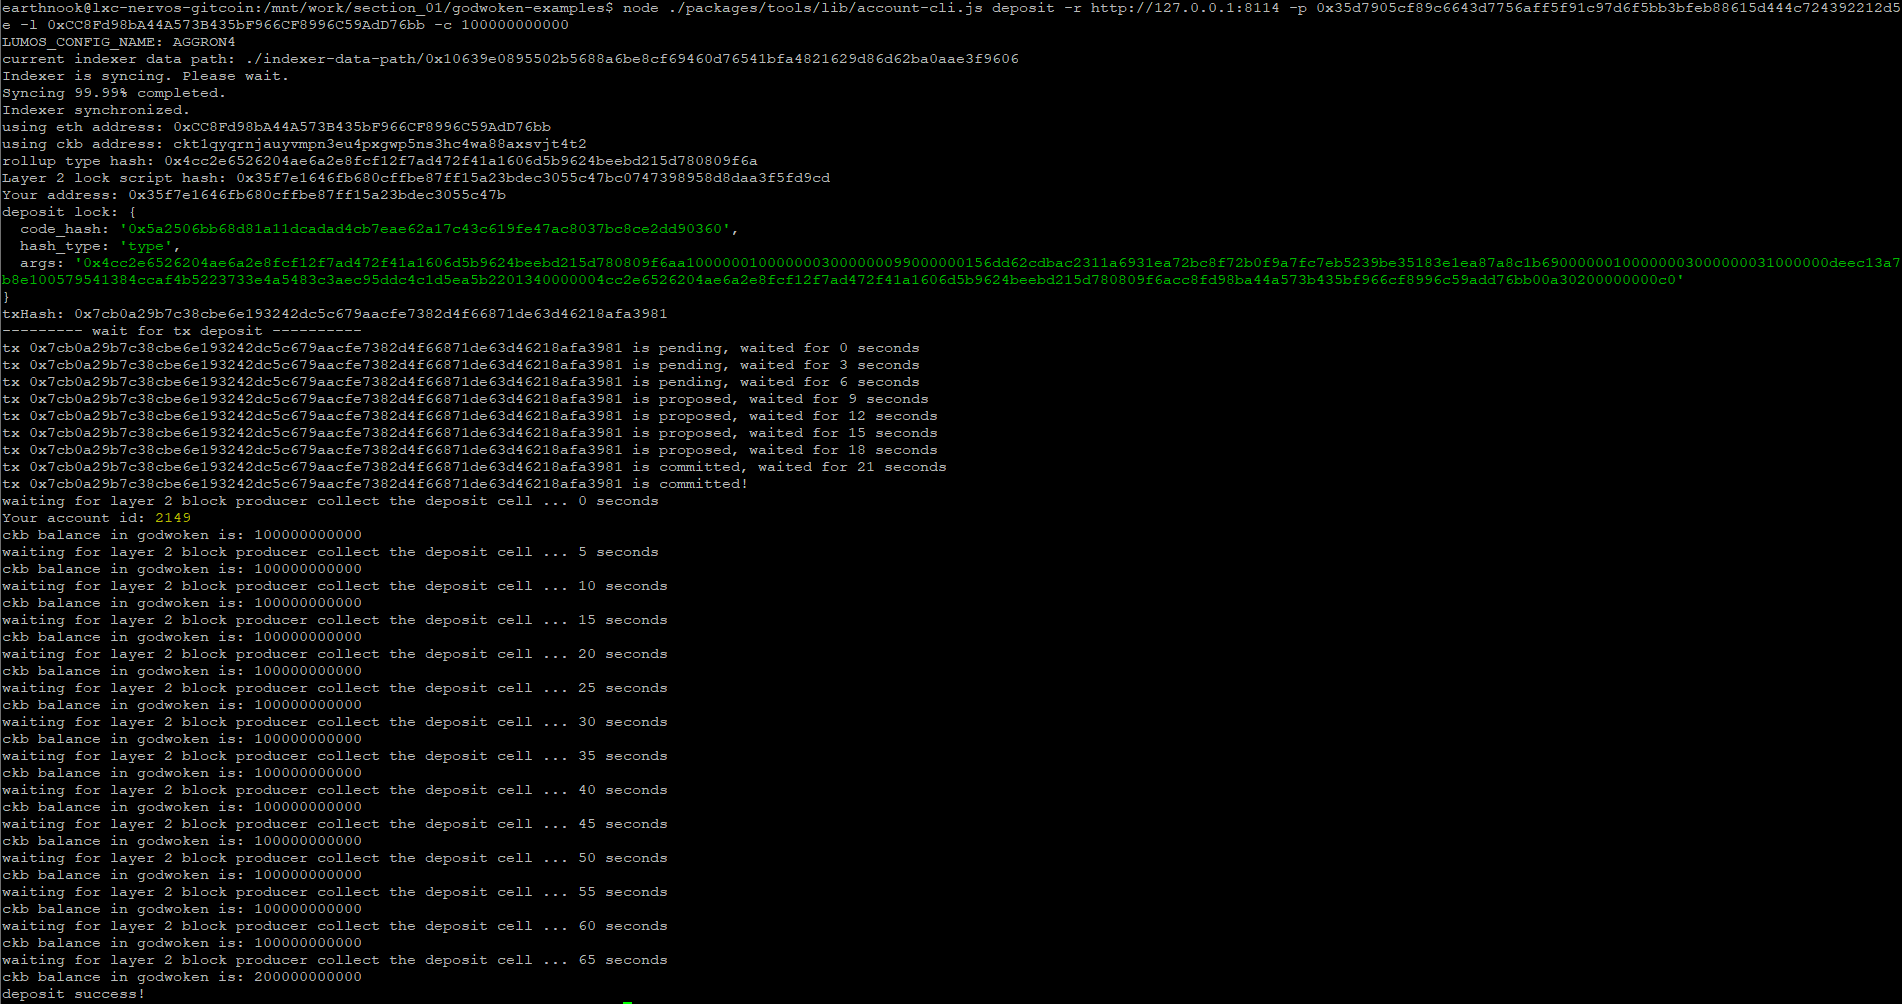 earthnook@lxc-nervos-gitcoin:/mnt/work/section_01/godwoken-examples$ node ./packages/tools/lib/account-cli.js deposit -r http://127.0.0.1:8114 -p 0x35d7905cf89c6643d7756aff5f91c97d6f5bb3bfeb88615d444c724392212d5
e -l 0xCC8Fd98bA44A573B435bF966CF8996C59AdD76bb -c 100000000000
LUMOS_CONFIG_NAME: AGGRON4
current indexer data path: ./indexer-data-path/0x10639e0895502b5688a6be8cf69460d76541bfa4821629d86d62ba0aae3f9606
Indexer is syncing. Please wait.
Syncing 99.99% completed.
Indexer synchronized.
using eth address: 0xCC8Fd98bA44A573B435bF966CF8996C59AdD76bb
using ckb address: ckt1qyqrnjauyvmpn3eu4pxgwp5ns3hc4wa88axsvjt4t2
rollup type hash: 0x4cc2e6526204ae6a2e8fcf12f7ad472f41a1606d5b9624beebd215d780809f6a
Layer 2 lock script hash: 0x35f7e1646fb680cffbe87ff15a23bdec3055c47bc0747398958d8daa3f5fd9cd
Your address: 0x35f7e1646fb680cffbe87ff15a23bdec3055c47b
deposit lock: {
  code_hash: '0x5a2506bb68d81a11dcadad4cb7eae62a17c43c619fe47ac8037bc8ce2dd90360',
  hash_type: 'type',
  args: '0x4cc2e6526204ae6a2e8fcf12f7ad472f41a1606d5b9624beebd215d780809f6aa10000001000000030000000099000000156dd62cdbac2311a6931ea72bc8f72b0f9a7fc7eb5239be35183e1ea87a8c1b6900000001000000003000000031000000deec13a7
b8e100579541384ccaf4b5223733e4a5483c3aec95ddc4c1d5ea5b2201340000004cc2e6526204ae6a2e8fcf12f7ad472f41a1606d5b9624beebd215d780809f6acc8fd98ba44a573b435bf966cf8996c59add76bb00a30200000000c0'
}
txHash: 0x7cb0a29b7c38cbe6e193242dc5c679aacfe7382d4f66871de63d46218afa3981
--------- wait for tx deposit ----------
tx 0x7cb0a29b7c38cbe6e193242dc5c679aacfe7382d4f66871de63d46218afa3981 is pending, waited for 0 seconds
tx 0x7cb0a29b7c38cbe6e193242dc5c679aacfe7382d4f66871de63d46218afa3981 is pending, waited for 3 seconds
tx 0x7cb0a29b7c38cbe6e193242dc5c679aacfe7382d4f66871de63d46218afa3981 is pending, waited for 6 seconds
tx 0x7cb0a29b7c38cbe6e193242dc5c679aacfe7382d4f66871de63d46218afa3981 is proposed, waited for 9 seconds
tx 0x7cb0a29b7c38cbe6e193242dc5c679aacfe7382d4f66871de63d46218afa3981 is proposed, waited for 12 seconds
tx 0x7cb0a29b7c38cbe6e193242dc5c679aacfe7382d4f66871de63d46218afa3981 is proposed, waited for 15 seconds
tx 0x7cb0a29b7c38cbe6e193242dc5c679aacfe7382d4f66871de63d46218afa3981 is proposed, waited for 18 seconds
tx 0x7cb0a29b7c38cbe6e193242dc5c679aacfe7382d4f66871de63d46218afa3981 is committed, waited for 21 seconds
tx 0x7cb0a29b7c38cbe6e193242dc5c679aacfe7382d4f66871de63d46218afa3981 is committed!
waiting for layer 2 block producer collect the deposit cell ... 0 seconds
Your account id: 2149
ckb balance in godwoken is: 100000000000
waiting for layer 2 block producer collect the deposit cell ... 5 seconds
ckb balance in godwoken is: 100000000000
waiting for layer 2 block producer collect the deposit cell ... 10 seconds
ckb balance in godwoken is: 100000000000
waiting for layer 2 block producer collect the deposit cell ... 15 seconds
ckb balance in godwoken is: 100000000000
waiting for layer 2 block producer collect the deposit cell ... 20 seconds
ckb balance in godwoken is: 100000000000
waiting for layer 2 block producer collect the deposit cell ... 25 seconds
ckb balance in godwoken is: 100000000000
waiting for layer 2 block producer collect the deposit cell ... 30 seconds
ckb balance in godwoken is: 100000000000
waiting for layer 2 block producer collect the deposit cell ... 35 seconds
ckb balance in godwoken is: 100000000000
waiting for layer 2 block producer collect the deposit cell ... 40 seconds
ckb balance in godwoken is: 100000000000
waiting for layer 2 block producer collect the deposit cell ... 45 seconds
ckb balance in godwoken is: 100000000000
waiting for layer 2 block producer collect the deposit cell ... 50 seconds
ckb balance in godwoken is: 100000000000
waiting for layer 2 block producer collect the deposit cell ... 55 seconds
ckb balance in godwoken is: 100000000000
waiting for layer 2 block producer collect the deposit cell ... 60 seconds
ckb balance in godwoken is: 100000000000
waiting for layer 2 block producer collect the deposit cell ... 65 seconds
ckb balance in godwoken is: 200000000000
deposit success!